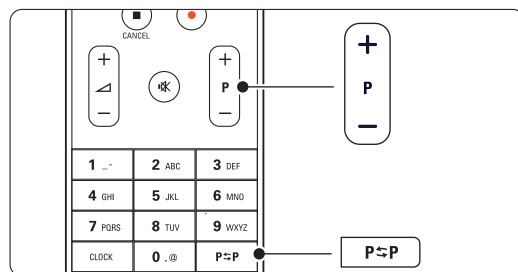 CANCEL
+ +
P
− −
1 _- 2 ABC 3 DEF
4 GHI 5 JKL 6 MNO
7 PQRS 8 TUV 9 WXYZ
CLOCK 0 .@ P⇆P
+
P
−
P⇆P